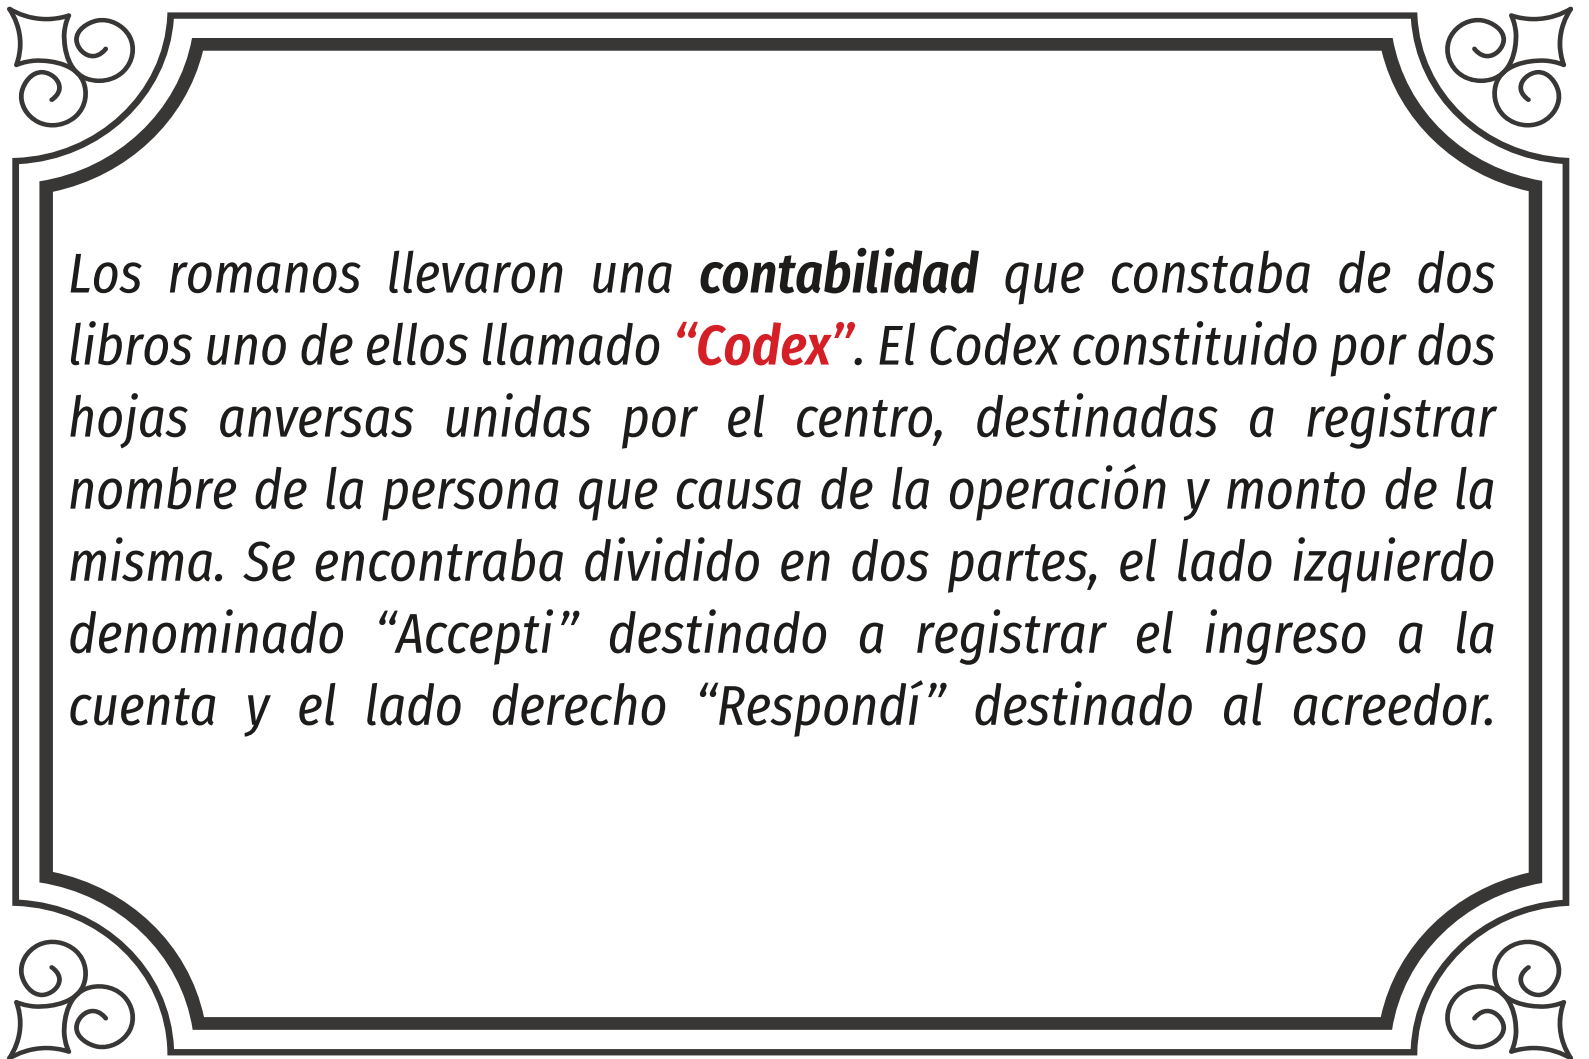 Los romanos llevaron una contabilidad que constaba de dos
libros uno de ellos llamado “Codex”. El Codex constituido por dos
hojas anversas unidas por el centro, destinadas a registrar
nombre de la persona que causa de la operación y monto de la
misma. Se encontraba dividido en dos partes, el lado izquierdo
denominado “Accepti” destinado a registrar el ingreso a la
cuenta y el lado derecho “Respondí” destinado al acreedor.